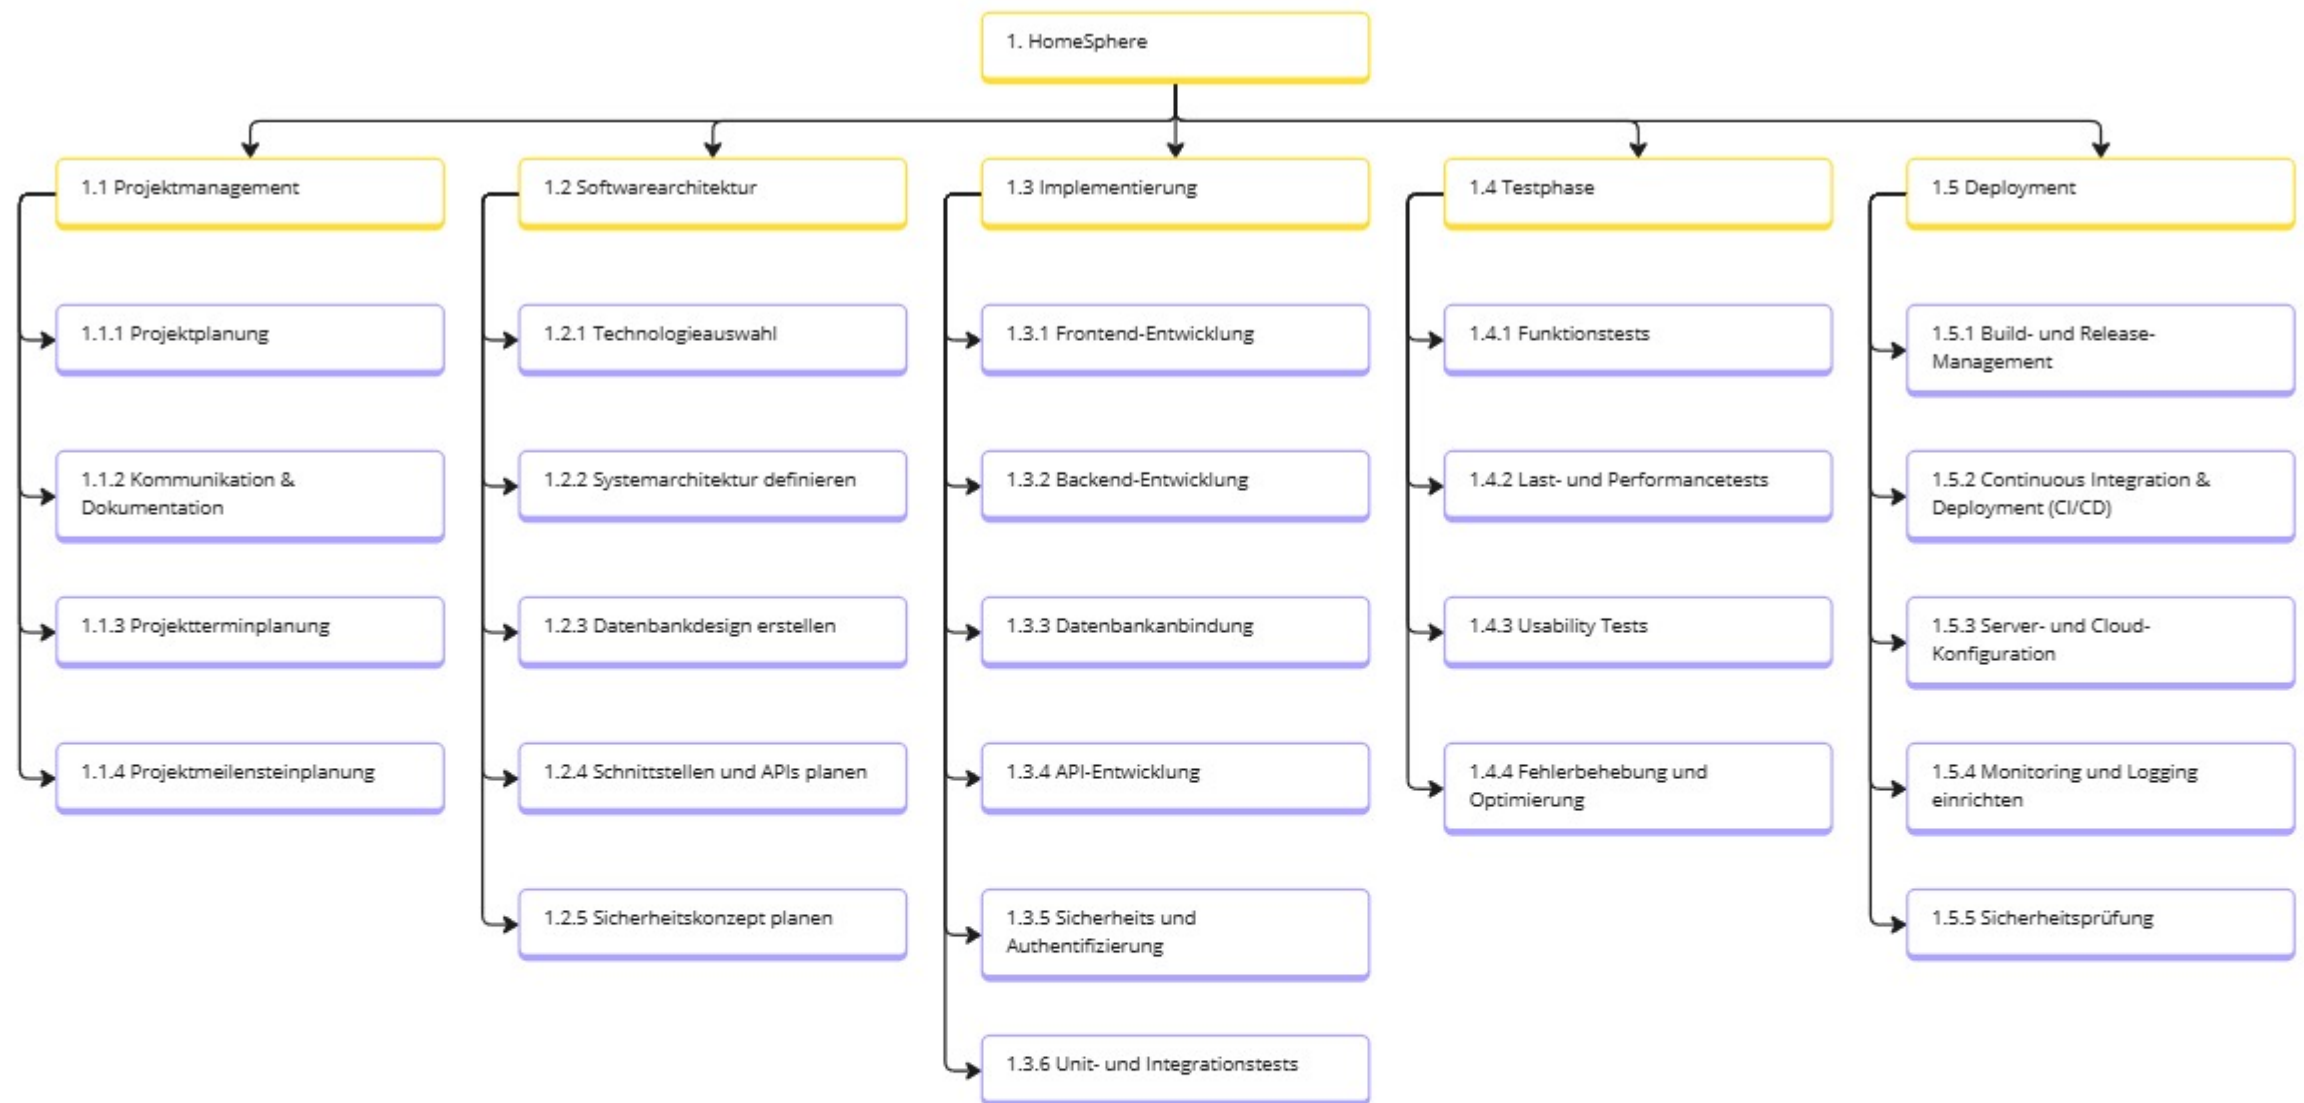 1. HomeSphere
1.1 Projektmanagement
1.1.1 Projektplanung
1.1.2 Kommunikation &
Dokumentation
1.1.3 Projektterminplanung
1.1.4 Projektmeilensteinplanung
1.2 Softwarearchitektur
1.2.1 Technologieauswahl
1.2.2 Systemarchitektur definieren
1.2.3 Datenbankdesign erstellen
1.2.4 Schnittstellen und APIs planen
1.2.5 Sicherheitskonzept planen
1.3 Implementierung
1.3.1 Frontend-Entwicklung
1.3.2 Backend-Entwicklung
1.3.3 Datenbankanbindung
1.3.4 API-Entwicklung
1.3.5 Sicherheits und
Authentifizierung
1.3.6 Unit- und Integrationstests
1.4 Testphase
1.4.1 Funktionstests
1.4.2 Last- und Performancetests
1.4.3 Usability Tests
1.4.4 Fehlerbehebung und
Optimierung
1.5 Deployment
1.5.1 Build- und Release-
Management
1.5.2 Continuous Integration &
Deployment (CI/CD)
1.5.3 Server- und Cloud-
Konfiguration
1.5.4 Monitoring und Logging
einrichten
1.5.5 Sicherheitsprüfung